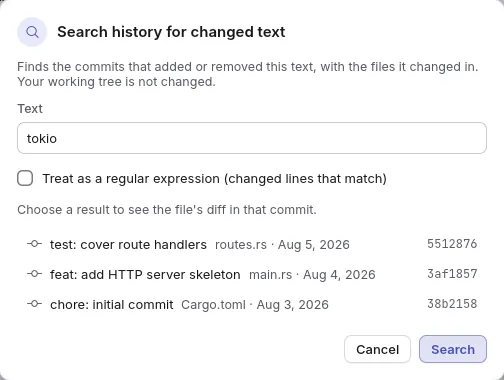 Search history for changed text
Finds the commits that added or removed this text, with the files it changed in.
Your working tree is not changed.
Text
tokio
Treat as a regular expression (changed lines that match)
Choose a result to see the file's diff in that commit.
test: cover route handlers routes.rs · Aug 5, 2026 5512876
feat: add HTTP server skeleton main.rs · Aug 4, 2026 3af1857
chore: initial commit Cargo.toml · Aug 3, 2026 38b2158
Cancel Search